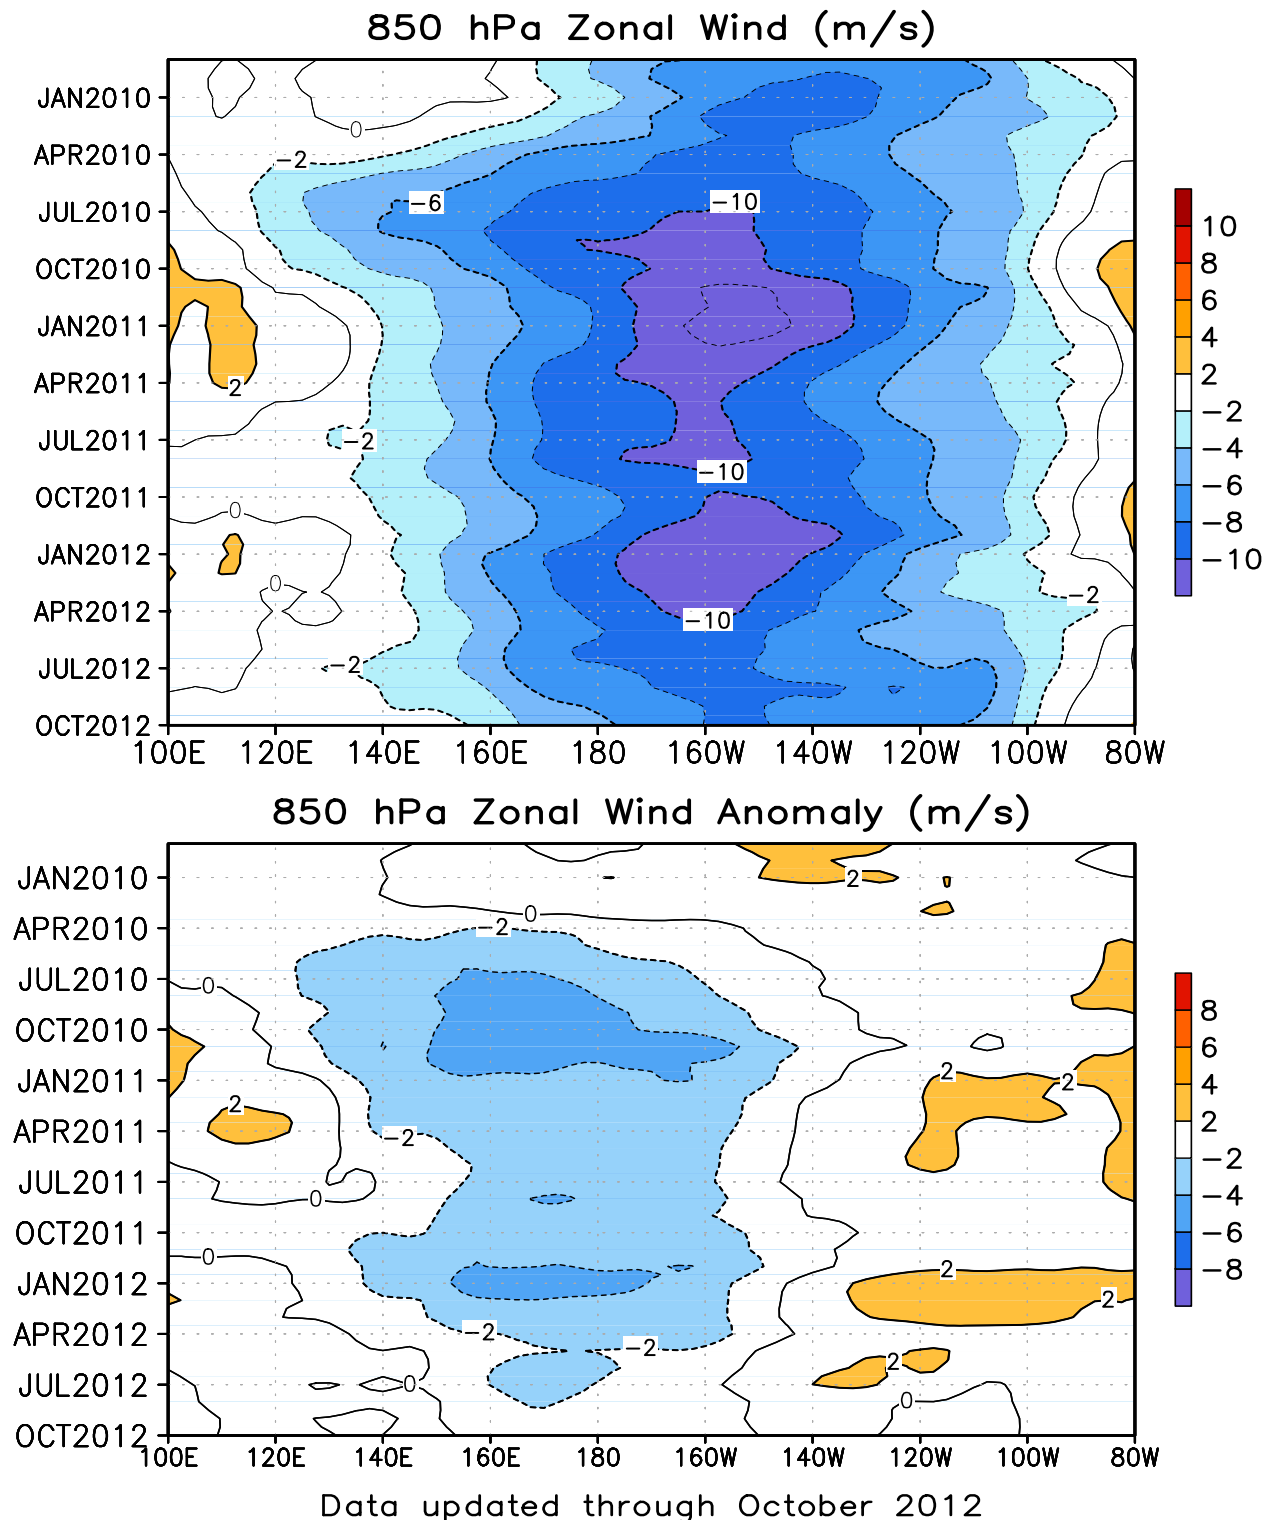 850 hPa Zonal Wind (m/s)
JAN2010
APR2010
JUL2010
OCT2010
JAN2011
APR2011
JUL2011
OCT2011
JAN2012
APR2012
JUL2012
OCT2012
0
-2
-6
-10
2
-2
-10
0
0
-2
-10
-2
100E 120E 140E 160E 180 160W 140W 120W 100W 80W
10
8
6
4
2
-2
-4
-6
-8
-10
850 hPa Zonal Wind Anomaly (m/s)
JAN2010
APR2010
JUL2010
OCT2010
JAN2011
APR2011
JUL2011
OCT2011
JAN2012
APR2012
JUL2012
OCT2012
2
0
-2
0
2
2
2
-2
0
0
2
2
-2
-2
2
0
0
100E 120E 140E 160E 180 160W 140W 120W 100W 80W
8
6
4
2
-2
-4
-6
-8
Data updated through October 2012